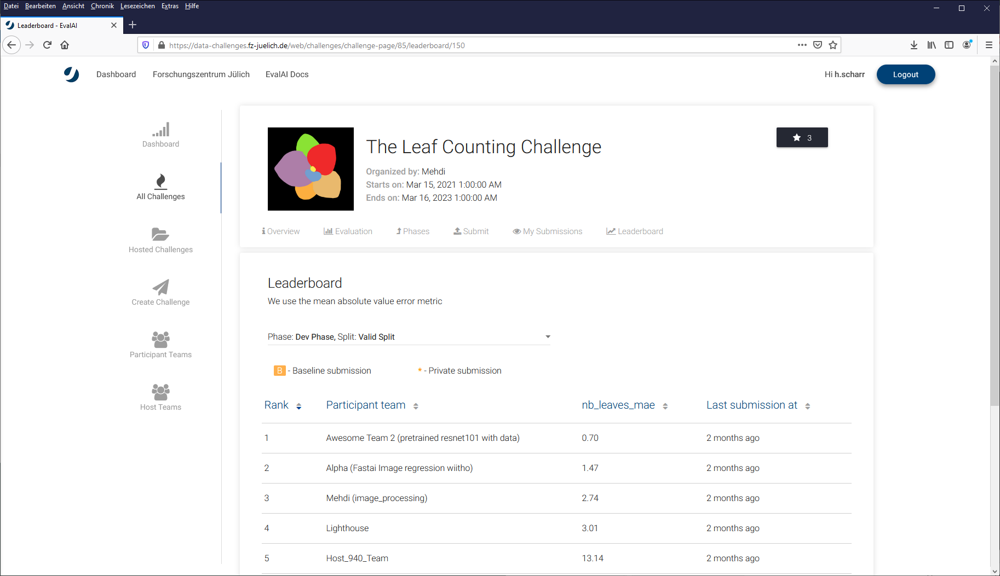 Datei Bearbeiten Ansicht Chronik Lesezeichen Extras Hilfe
Leaderboard - EvalAI
https://data-challenges.fz-juelich.de/web/challenges/challenge-page/85/leaderboard/150
Dashboard Forschungszentrum Jülich EvalAI Docs Hi h.scharr Logout
Dashboard
All Challenges
Hosted Challenges
Create Challenge
Participant Teams
Host Teams
The Leaf Counting Challenge
3
Organized by: Mehdi
Starts on: Mar 15, 2021 1:00:00 AM
Ends on: Mar 16, 2023 1:00:00 AM
Overview Evaluation Phases Submit My Submissions Leaderboard
Leaderboard
We use the mean absolute value error metric
Phase: Dev Phase, Split: Valid Split
B - Baseline submission * - Private submission
Rank Participant team nb_leaves_mae Last submission at
1 Awesome Team 2 (pretrained resnet101 with data) 0.70 2 months ago
2 Alpha (Fastai Image regression wiitho) 1.47 2 months ago
3 Mehdi (image_processing) 2.74 2 months ago
4 Lighthouse 3.01 2 months ago
5 Host_940_Team 13.14 2 months ago